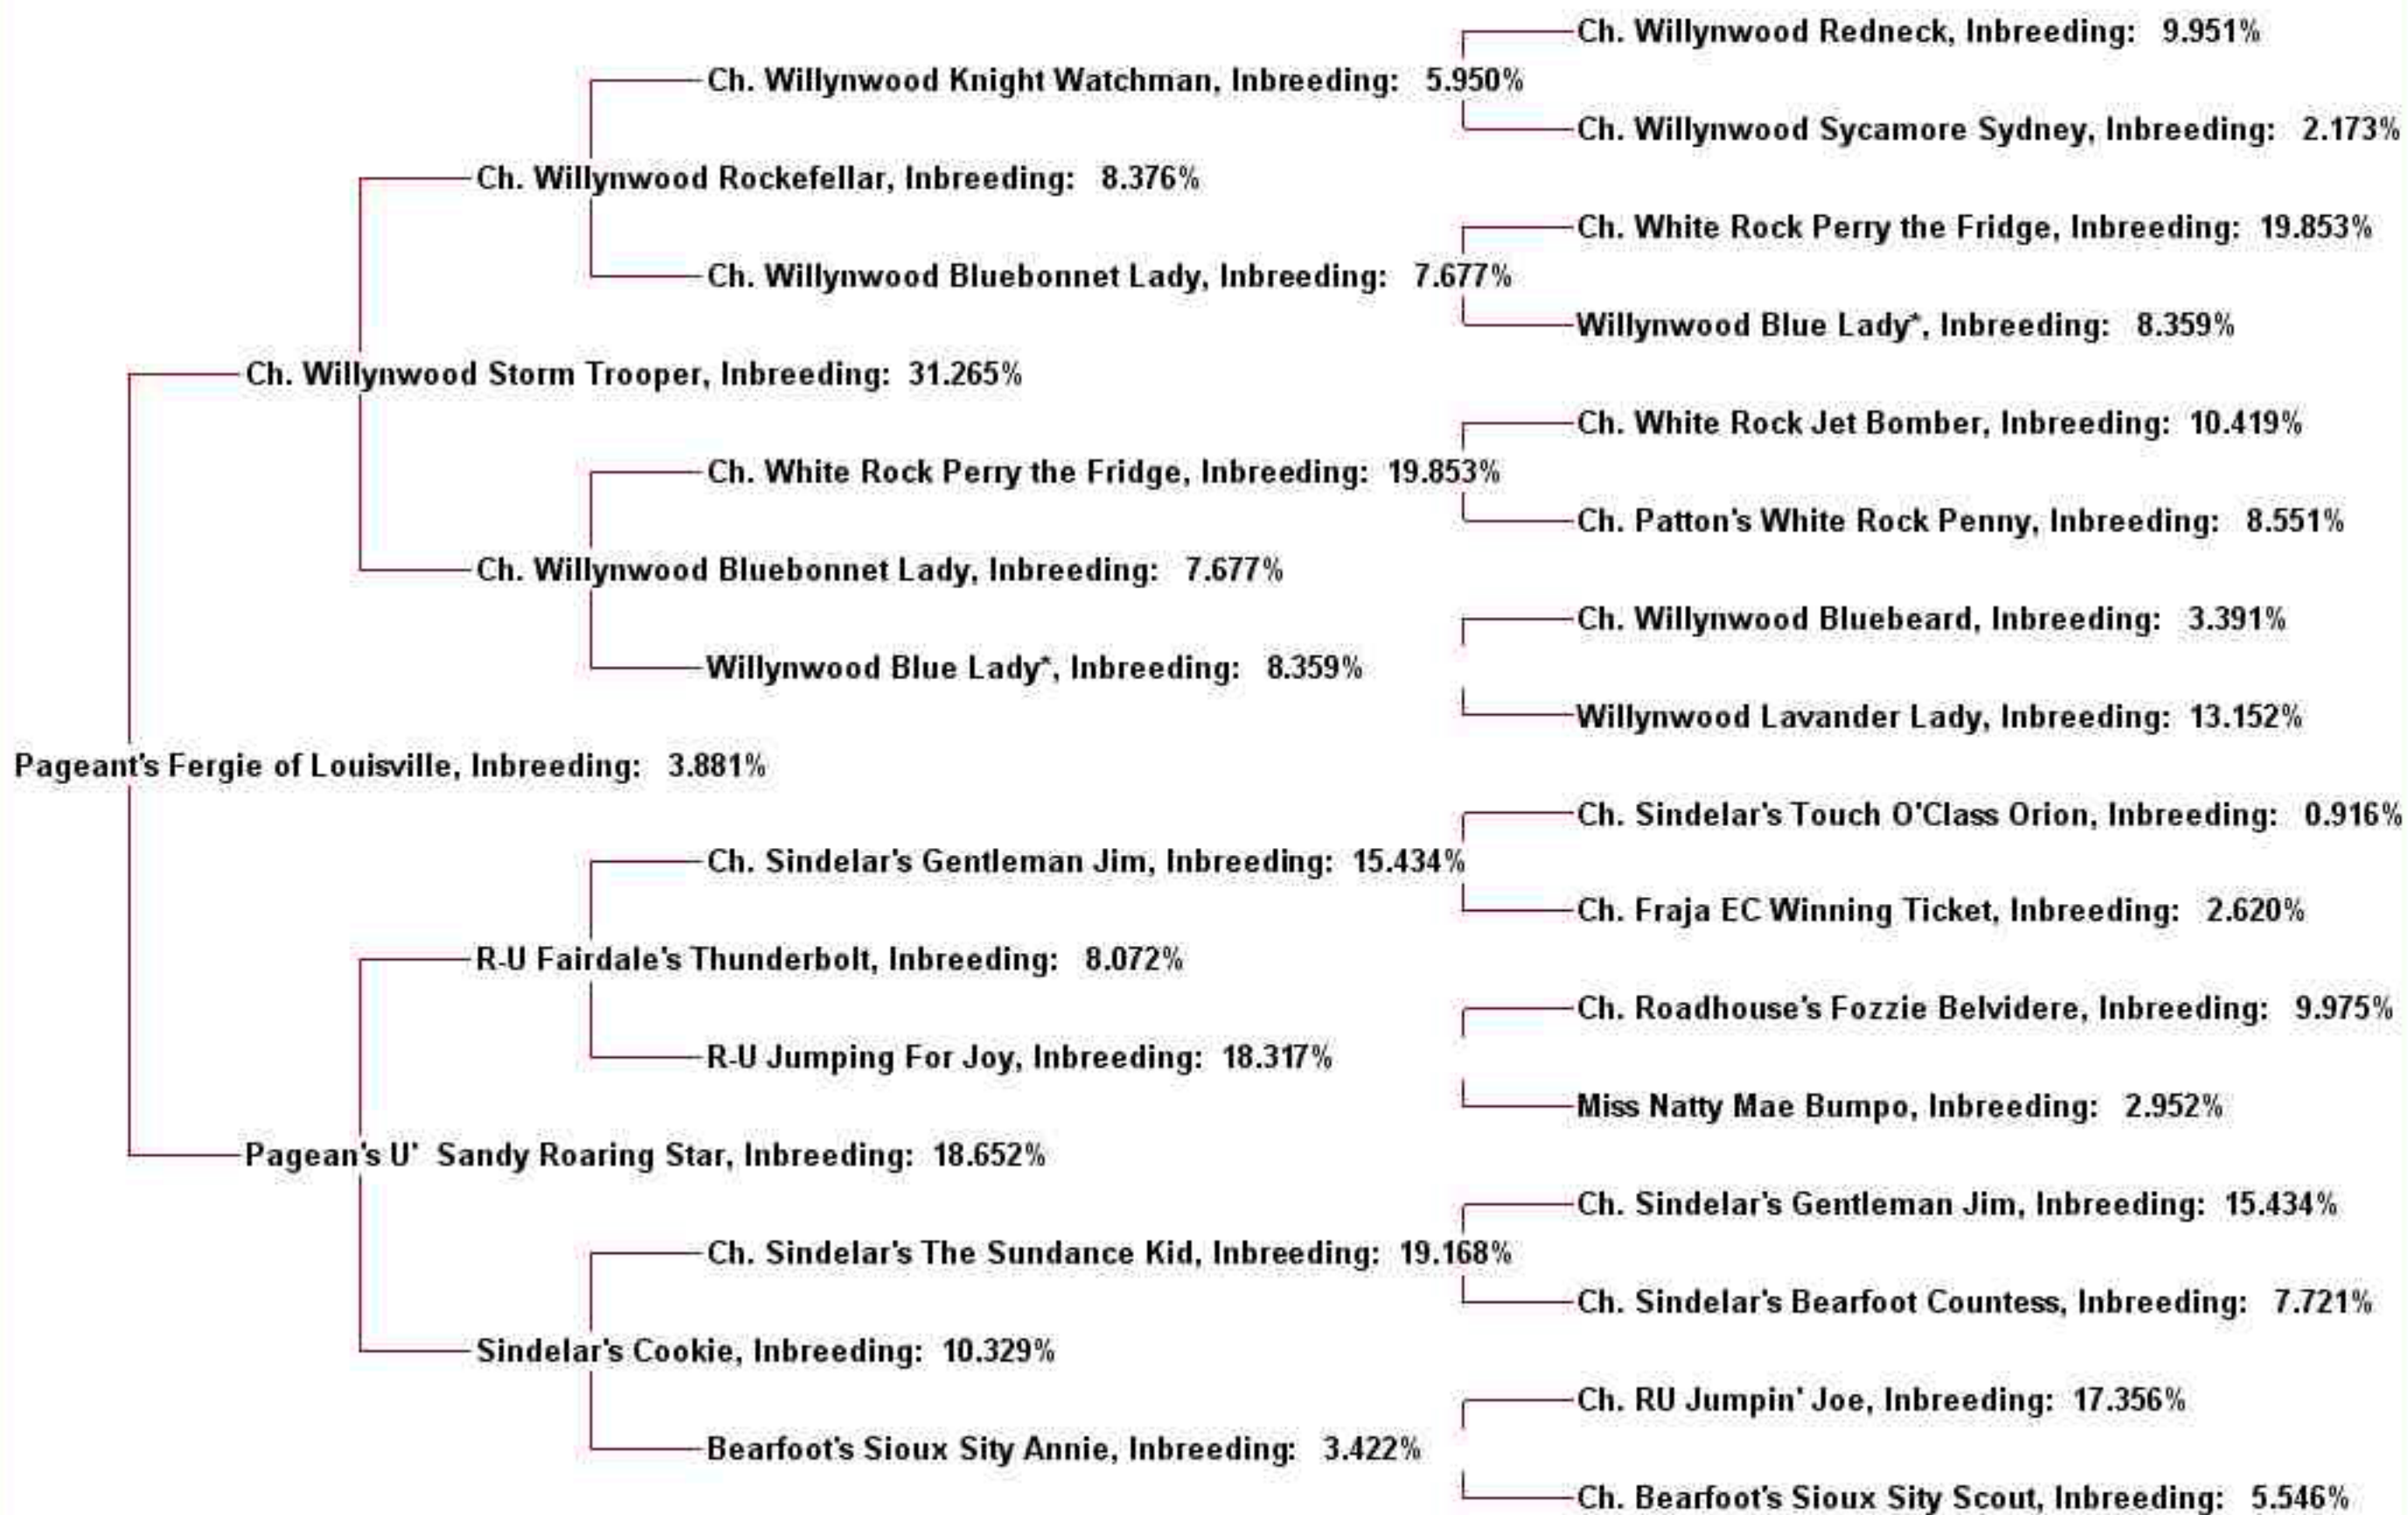 Ch. Willynwood Redneck, Inbreeding: 9.951%
Ch. Willynwood Knight Watchman, Inbreeding: 5.950%
Ch. Willynwood Sycamore Sydney, Inbreeding: 2.173%
Ch. Willynwood Rockefellar, Inbreeding: 8.376%
Ch. White Rock Perry the Fridge, Inbreeding: 19.853%
Ch. Willynwood Bluebonnet Lady, Inbreeding: 7.677%
Willynwood Blue Lady*, Inbreeding: 8.359%
Ch. Willynwood Storm Trooper, Inbreeding: 31.265%
Ch. White Rock Jet Bomber, Inbreeding: 10.419%
Ch. White Rock Perry the Fridge, Inbreeding: 19.853%
Ch. Patton's White Rock Penny, Inbreeding: 8.551%
Ch. Willynwood Bluebonnet Lady, Inbreeding: 7.677%
Ch. Willynwood Bluebeard, Inbreeding: 3.391%
Willynwood Blue Lady*, Inbreeding: 8.359%
Willynwood Lavander Lady, Inbreeding: 13.152%
Pageant's Fergie of Louisville, Inbreeding: 3.881%
Ch. Sindelar's Touch O'Class Orion, Inbreeding: 0.916%
Ch. Sindelar's Gentleman Jim, Inbreeding: 15.434%
Ch. Fraja EC Winning Ticket, Inbreeding: 2.620%
R-U Fairdale's Thunderbolt, Inbreeding: 8.072%
Ch. Roadhouse's Fozzie Belvidere, Inbreeding: 9.975%
R-U Jumping For Joy, Inbreeding: 18.317%
Miss Natty Mae Bumpo, Inbreeding: 2.952%
Pagean's U' Sandy Roaring Star, Inbreeding: 18.652%
Ch. Sindelar's Gentleman Jim, Inbreeding: 15.434%
Ch. Sindelar's The Sundance Kid, Inbreeding: 19.168%
Ch. Sindelar's Bearfoot Countess, Inbreeding: 7.721%
Sindelar's Cookie, Inbreeding: 10.329%
Ch. RU Jumpin' Joe, Inbreeding: 17.356%
Bearfoot's Sioux Sity Annie, Inbreeding: 3.422%
Ch. Bearfoot's Sioux Sity Scout, Inbreeding: 5.546%